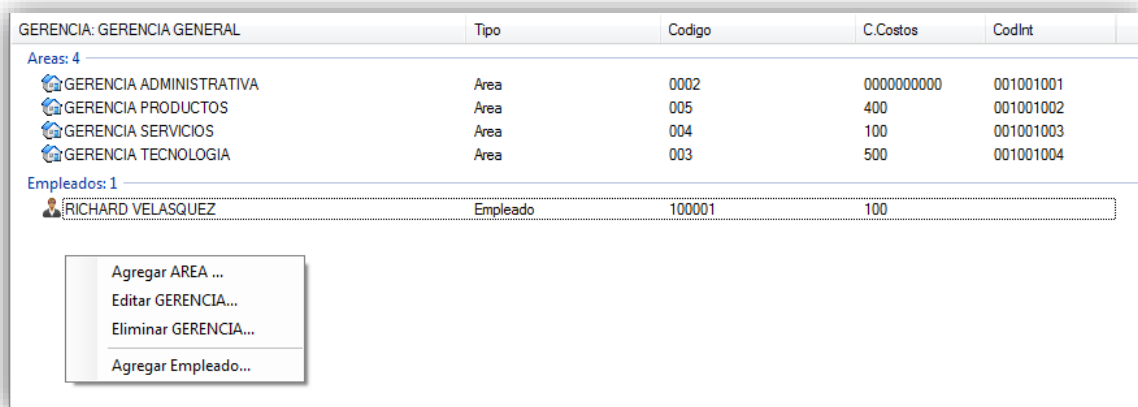 GERENCIA: GERENCIA GENERAL Tipo Codigo C.Costos CodInt
Areas: 4
GERENCIA ADMINISTRATIVA Area 0002 0000000000 001001001
GERENCIA PRODUCTOS Area 005 400 001001002
GERENCIA SERVICIOS Area 004 100 001001003
GERENCIA TECNOLOGIA Area 003 500 001001004
Empleados: 1
RICHARD VELASQUEZ Empleado 100001 100
Agregar AREA ...
Editar GERENCIA...
Eliminar GERENCIA...
Agregar Empleado...